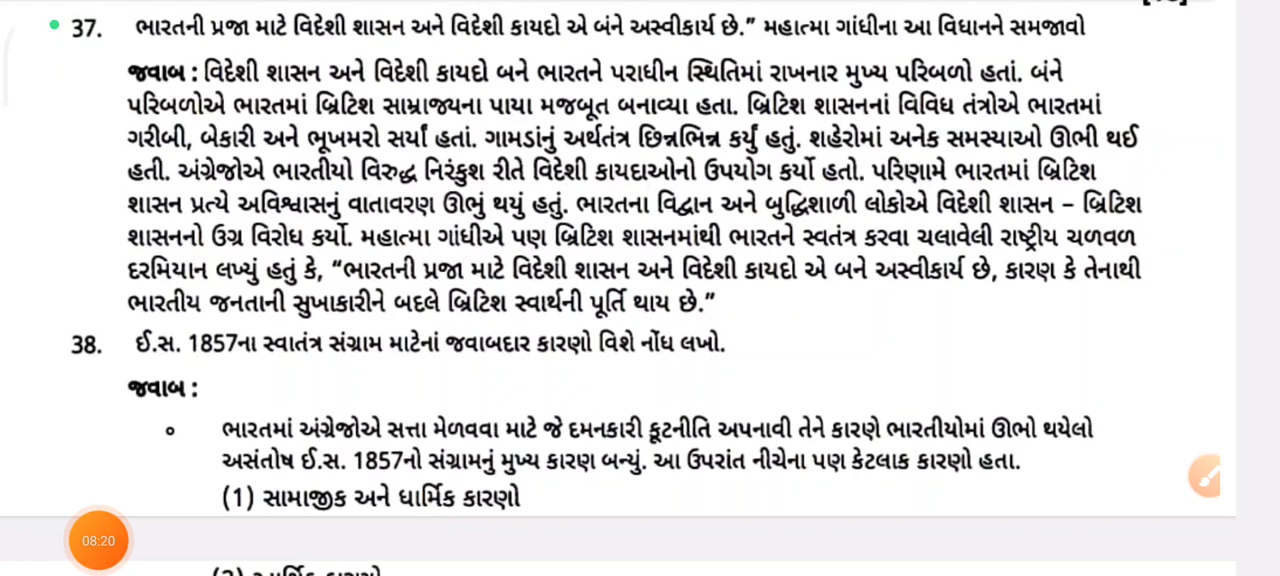 37. ભારતની પ્રજા માટે વિદેશી શાસન અને વિદેશી કાયદો એ બંને અસ્વીકાર્ય છે.” મહાત્મા ગાંધીના આ વિધાનને સમજાવો
જવાબ : વિદેશી શાસન અને વિદેશી કાયદો બને ભારતને પરાધીન સ્થિતિમાં રાખનાર મુખ્ય પરિબળો હતાં. બંને
પરિબળોએ ભારતમાં બ્રિટિશ સામ્રાજ્યના પાયા મજબૂત બનાવ્યા હતા. બ્રિટિશ શાસનનાં વિવિધ તંત્રોએ ભારતમાં
ગરીબી, બેકારી અને ભૂખમરો સર્યાં હતાં. ગામડાંનું અર્થતંત્ર છિન્નભિન્ન કર્યું હતું. શહેરોમાં અનેક સમસ્યાઓ ઊભી થઈ
હતી. અંગ્રેજોએ ભારતીયો વિરુદ્ધ નિરંકુશ રીતે વિદેશી કાયદાઓનો ઉપયોગ કર્યો હતો. પરિણામે ભારતમાં બ્રિટિશ
શાસન પ્રત્યે અવિશ્વાસનું વાતાવરણ ઊભું થયું હતું. ભારતના વિદ્વાન અને બુદ્ધિશાળી લોકોએ વિદેશી શાસન – બ્રિટિશ
શાસનનો ઉગ્ર વિરોધ કર્યો. મહાત્મા ગાંધીએ પણ બ્રિટિશ શાસનમાંથી ભારતને સ્વતંત્ર કરવા ચલાવેલી રાષ્ટ્રીય ચળવળ
દરમિયાન લખ્યું હતું કે, “ભારતની પ્રજા માટે વિદેશી શાસન અને વિદેશી કાયદો એ બને અસ્વીકાર્ય છે, કારણ કે તેનાથી
ભારતીય જનતાની સુખાકારીને બદલે બ્રિટિશ સ્વાર્થની પૂર્તિ થાય છે.”
38. ઈ.સ. 1857ના સ્વાતંત્ર સંગ્રામ માટેનાં જવાબદાર કારણો વિશે નોંધ લખો.
જવાબ :
ભારતમાં અંગ્રેજોએ સત્તા મેળવવા માટે જે દમનકારી કૂટનીતિ અપનાવી તેને કારણે ભારતીયોમાં ઊભો થયેલો
અસંતોષ ઈ.સ. 1857નો સંગ્રામનું મુખ્ય કારણ બન્યું. આ ઉપરાંત નીચેના પણ કેટલાક કારણો હતા.
(1) સામાજીક અને ધાર્મિક કારણો
08:20